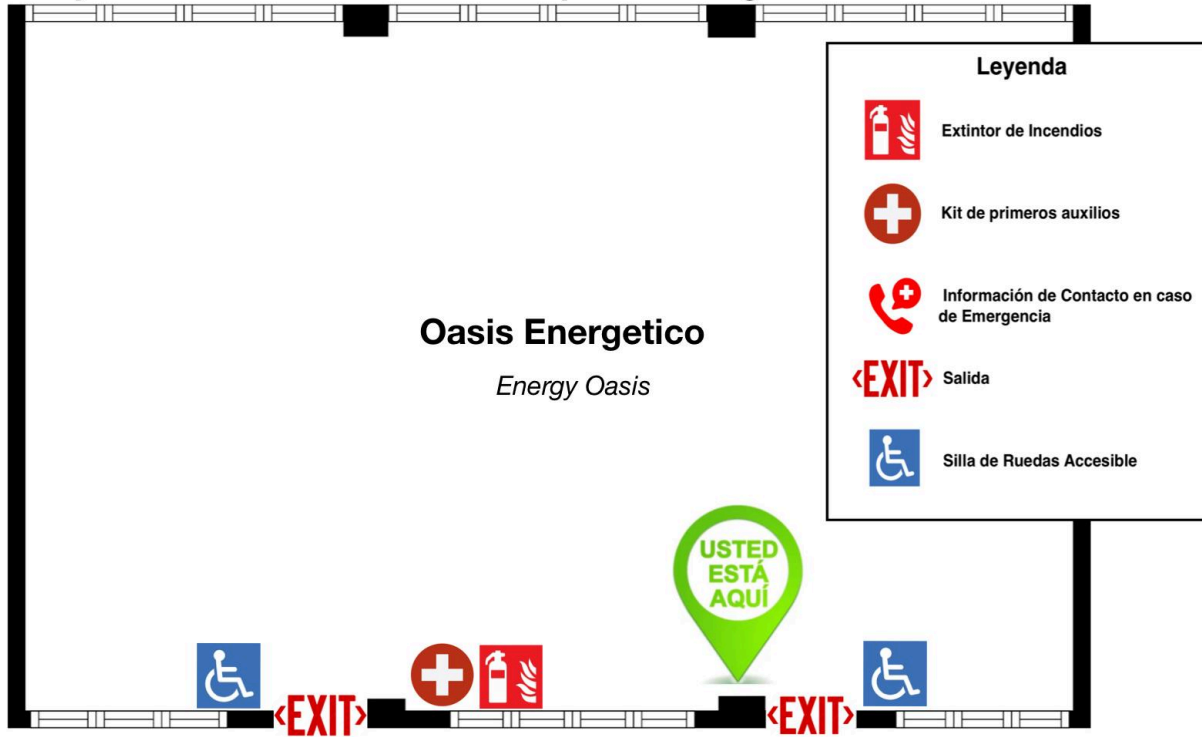 Leyenda
Extintor de Incendios
Kit de primeros auxilios
Información de Contacto en caso
de Emergencia
<EXIT> Salida
Silla de Ruedas Accesible
Oasis Energetico
Energy Oasis
USTED
ESTÁ
AQUÍ
<EXIT>
<EXIT>